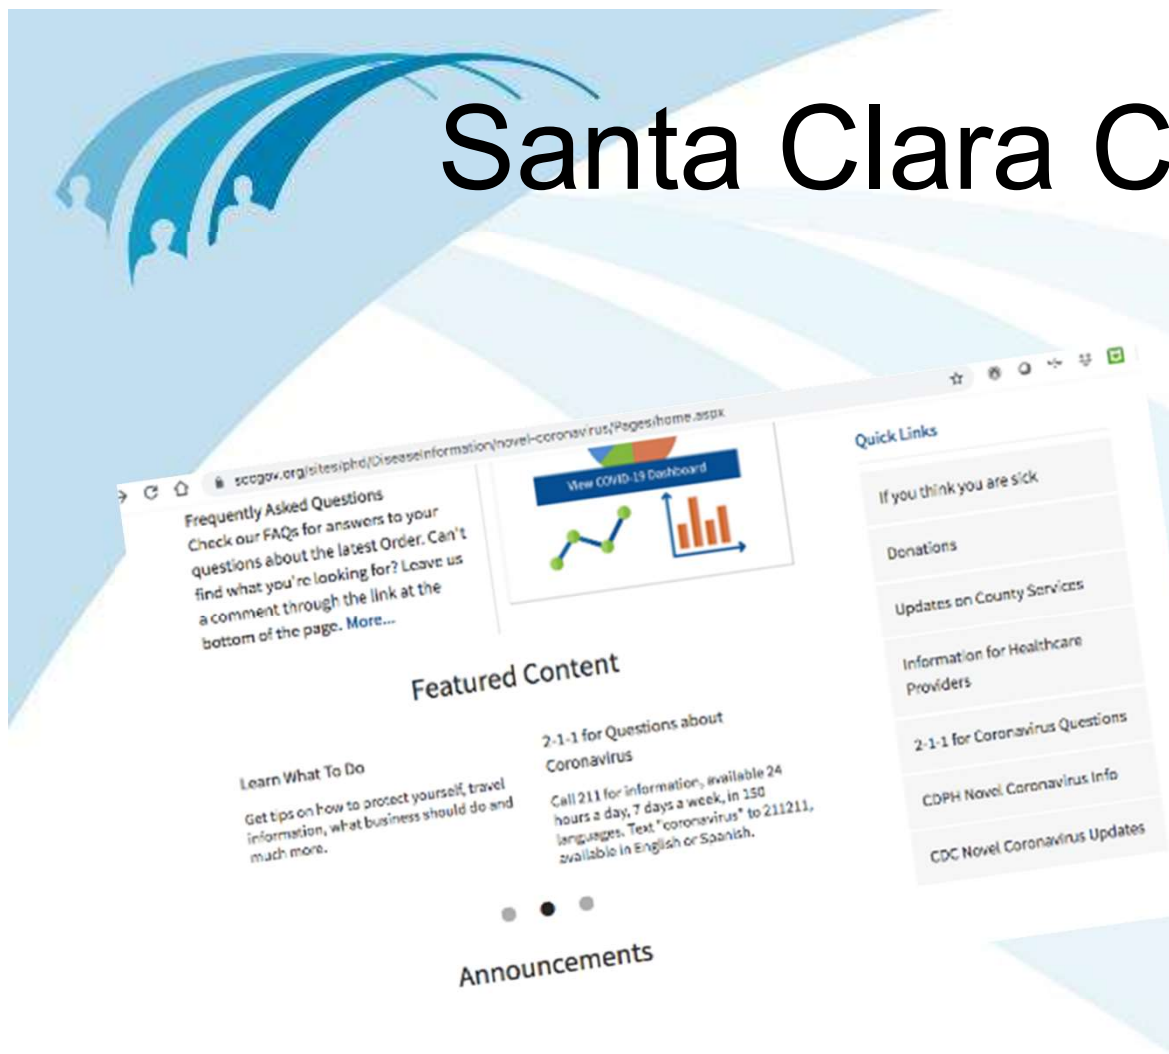 Santa Clara C
sccgov.org/sites/phd/DiseaseInformation/novel-coronavirus/Pages/home.aspx
Frequently Asked Questions
Check our FAQs for answers to your
questions about the latest Order. Can't
find what you're looking for? Leave us
a comment through the link at the
bottom of the page. More...
View COVID-19 Dashboard
Featured Content
Learn What To Do
Get tips on how to protect yourself, travel
information, what business should do and
much more.
2-1-1 for Questions about
Coronavirus
Call 211 for information, available 24
hours a day, 7 days a week, in 150
languages. Text "coronavirus" to 211211,
available in English or Spanish.
Announcements
Quick Links
If you think you are sick
Donations
Updates on County Services
Information for Healthcare
Providers
2-1-1 for Coronavirus Questions
CDPH Novel Coronavirus Info
CDC Novel Coronavirus Updates